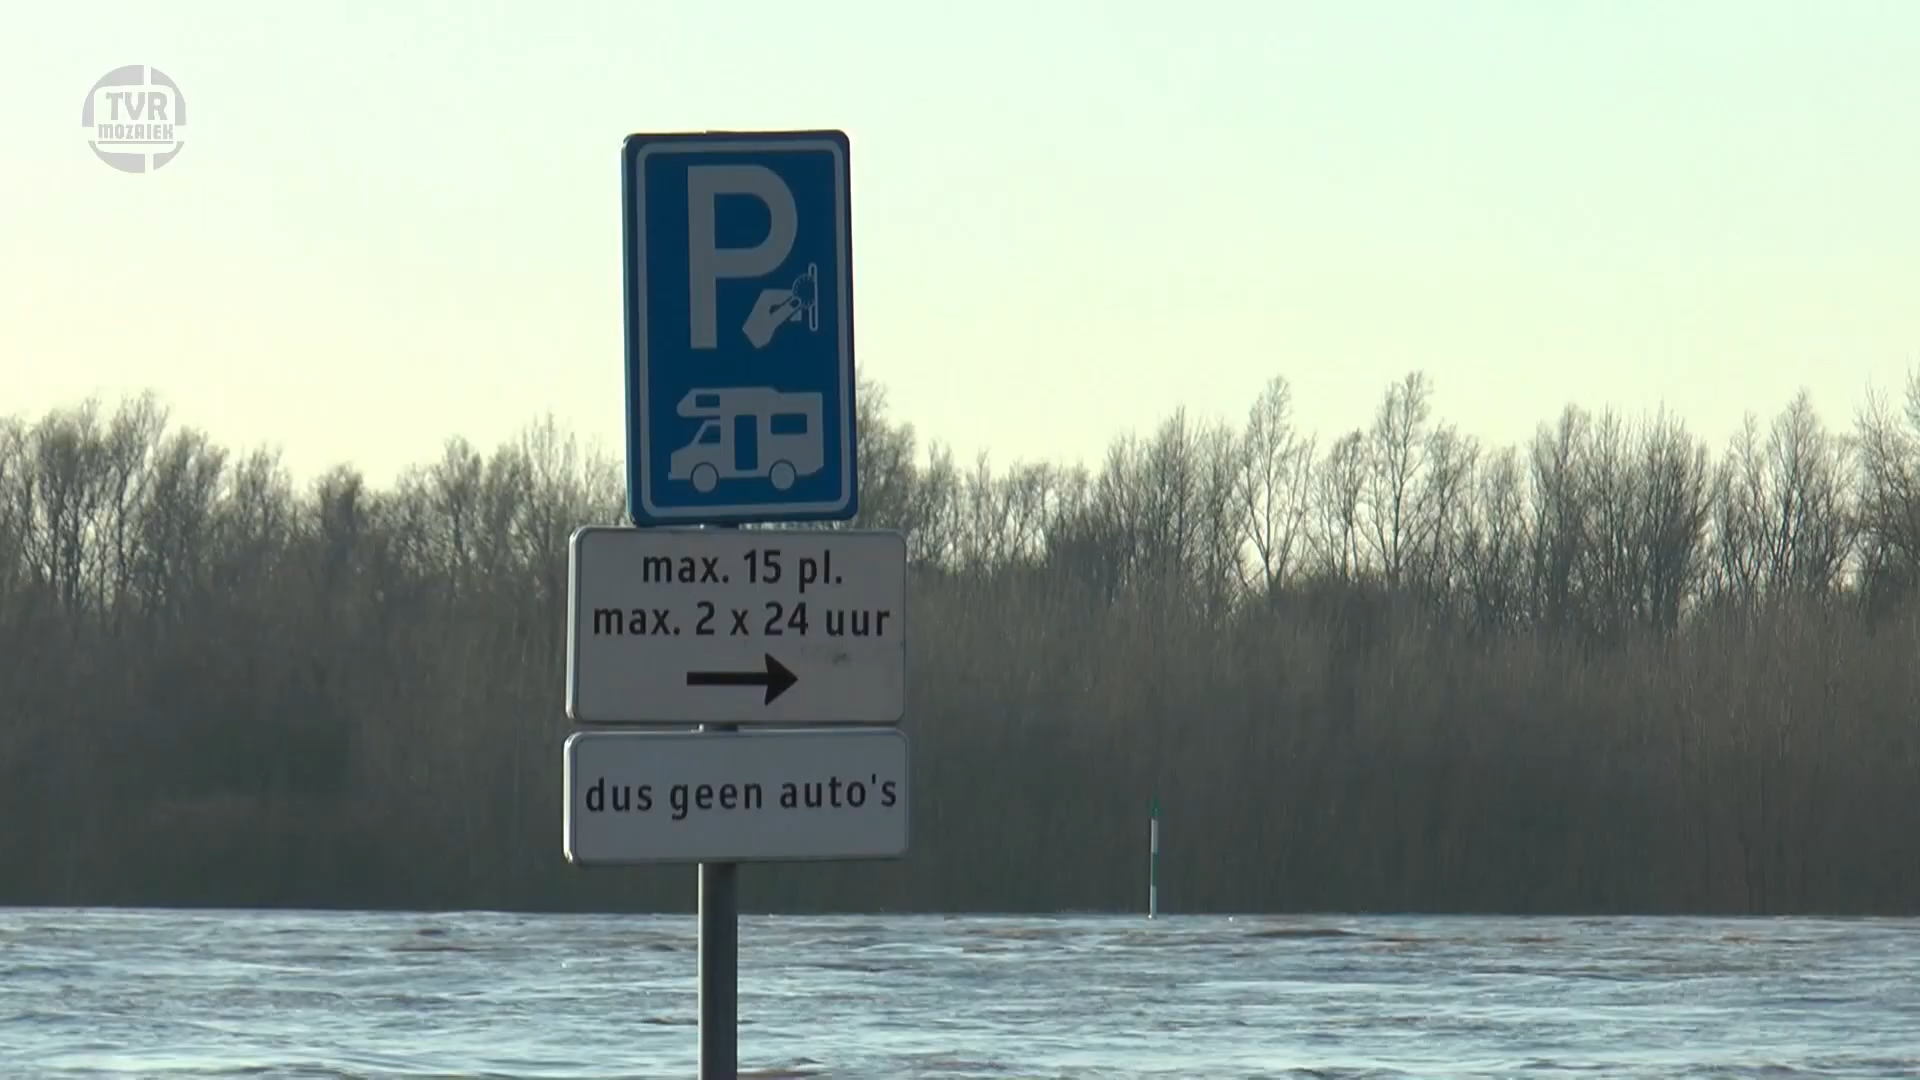 TVR
MOZAIEK
P
max. 15 pl.
max. 2 x 24 uur
dus geen auto's